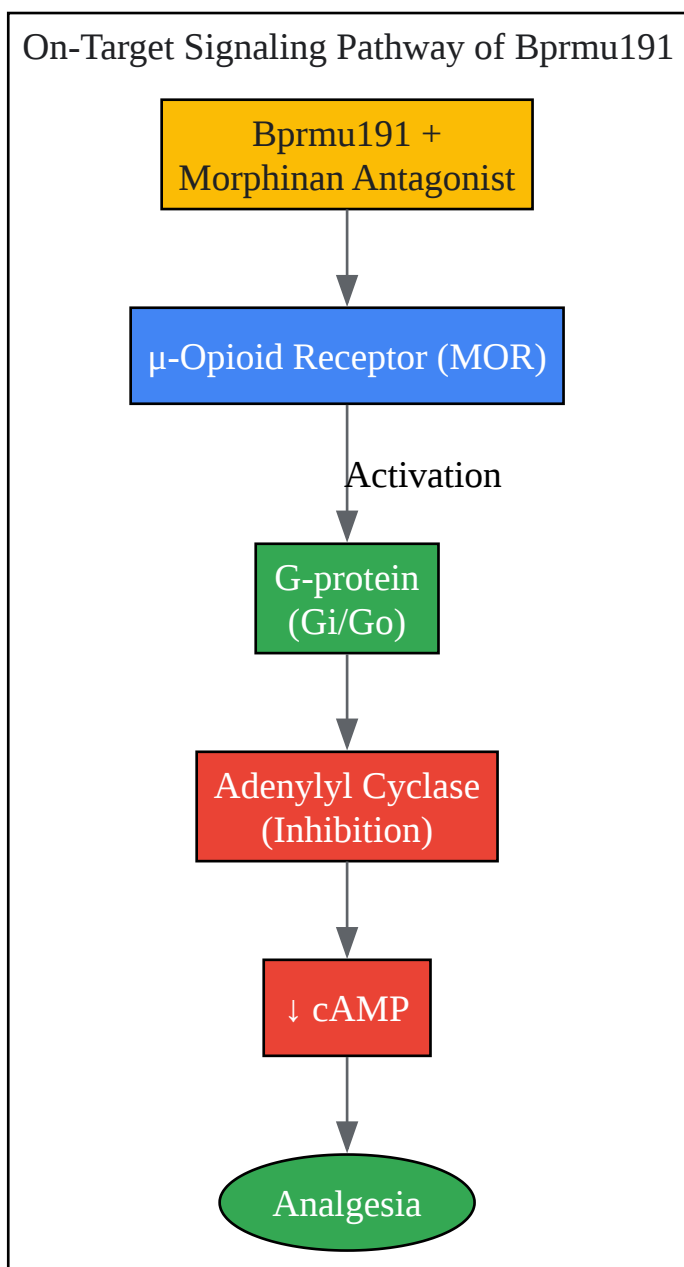 On-Target Signaling Pathway of Bprmu191
Bprmu191 +
Morphinan Antagonist
μ-Opioid Receptor (MOR)
Activation
G-protein
(Gi/Go)
Adenylyl Cyclase
(Inhibition)
↓ cAMP
Analgesia